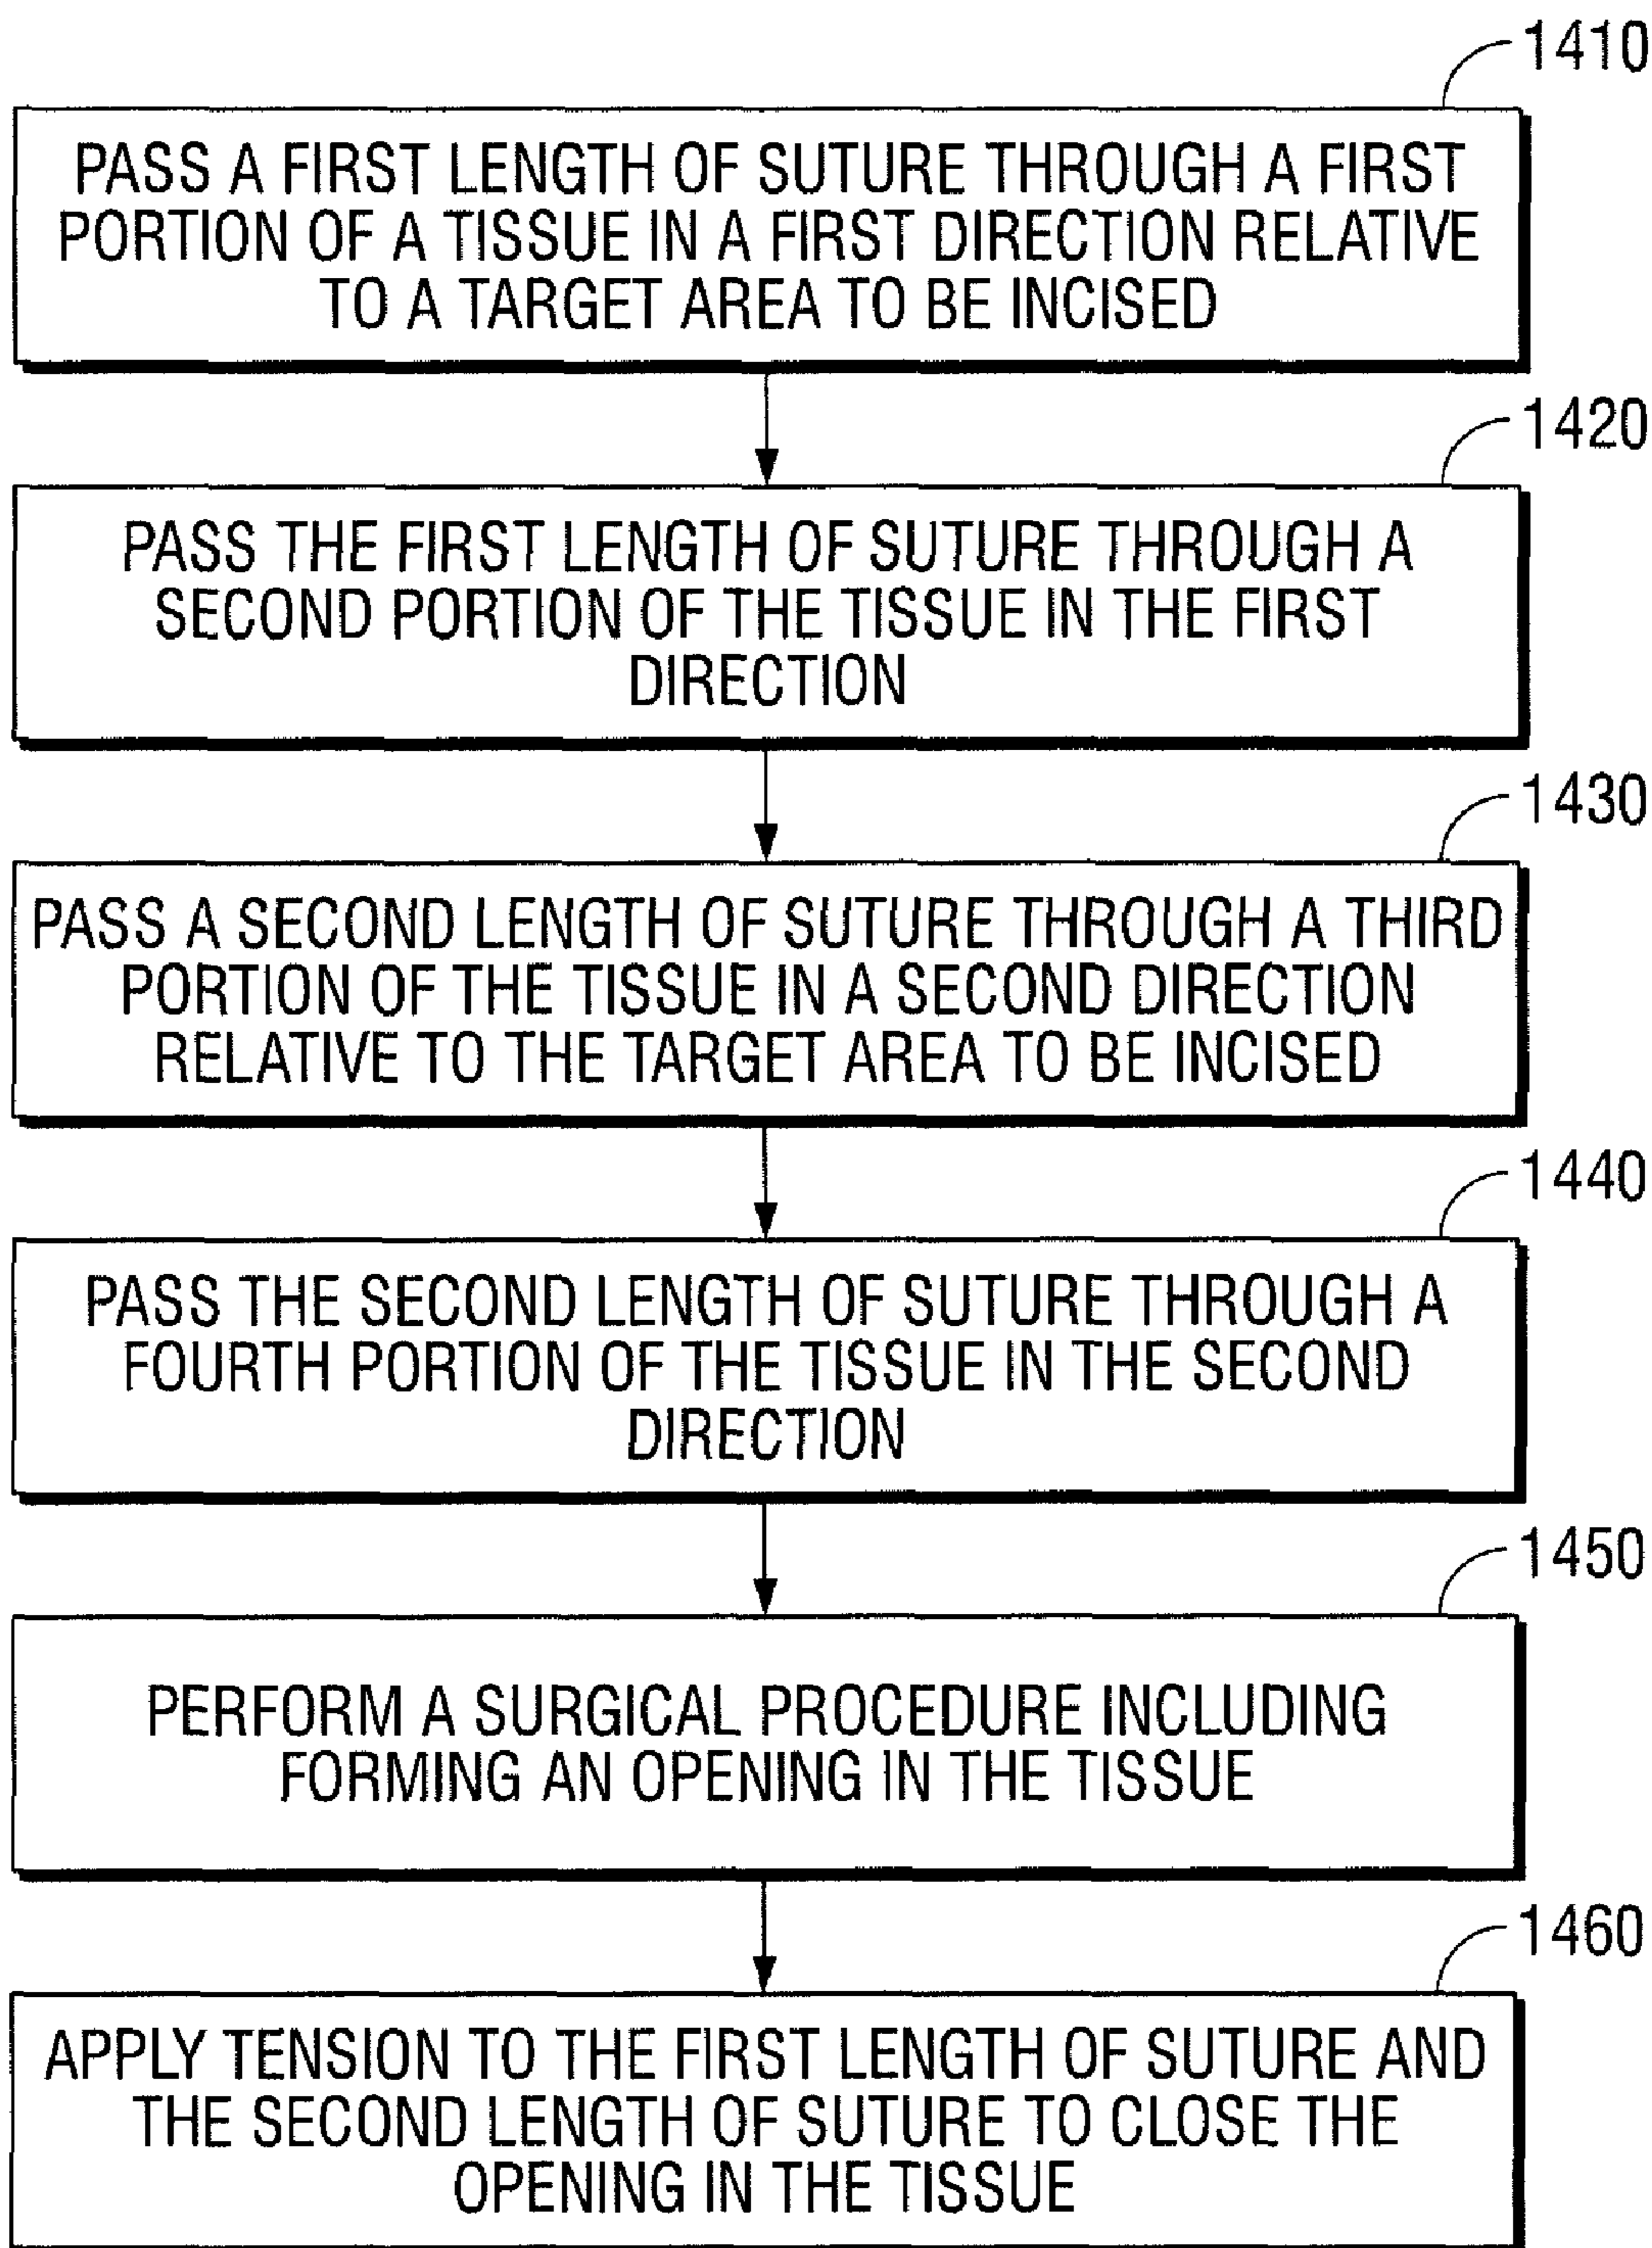 1410
PASS A FIRST LENGTH OF SUTURE THROUGH A FIRST
PORTION OF A TISSUE IN A FIRST DIRECTION RELATIVE
TO A TARGET AREA TO BE INCISED
1420
PASS THE FIRST LENGTH OF SUTURE THROUGH A
SECOND PORTION OF THE TISSUE IN THE FIRST
DIRECTION
1430
PASS A SECOND LENGTH OF SUTURE THROUGH A THIRD
PORTION OF THE TISSUE IN A SECOND DIRECTION
RELATIVE TO THE TARGET AREA TO BE INCISED
1440
PASS THE SECOND LENGTH OF SUTURE THROUGH A
FOURTH PORTION OF THE TISSUE IN THE SECOND
DIRECTION
1450
PERFORM A SURGICAL PROCEDURE INCLUDING
FORMING AN OPENING IN THE TISSUE
1460
APPLY TENSION TO THE FIRST LENGTH OF SUTURE AND
THE SECOND LENGTH OF SUTURE TO CLOSE THE
OPENING IN THE TISSUE